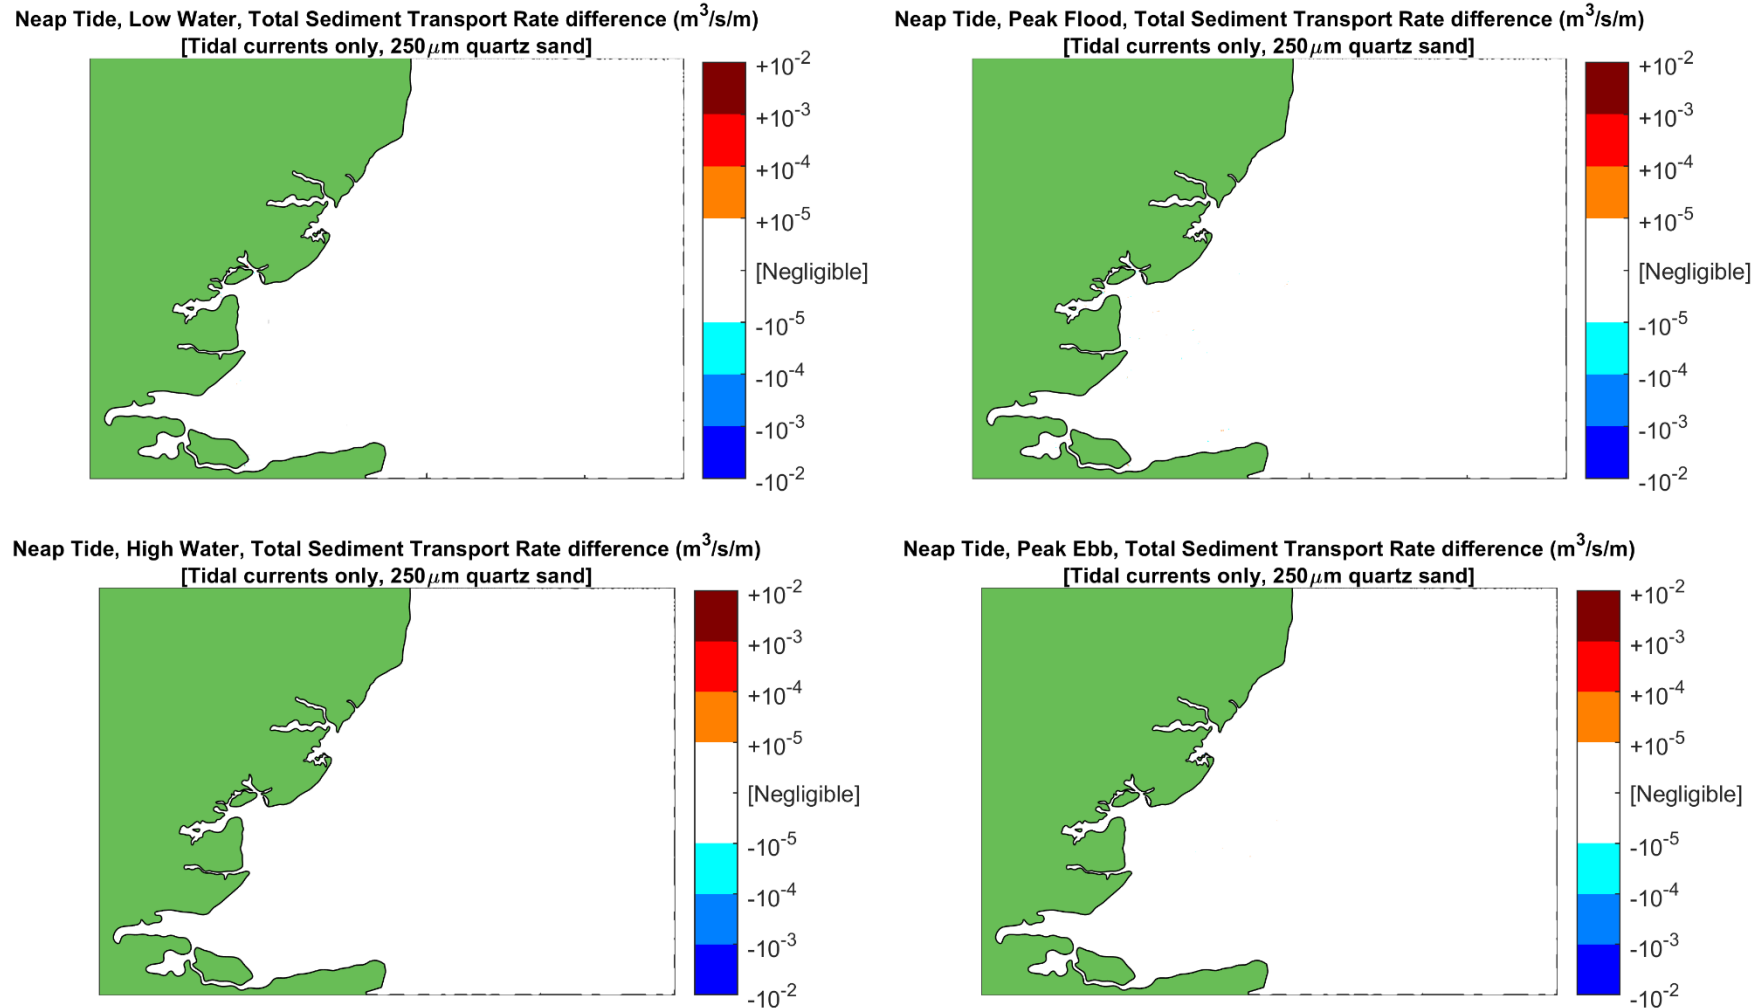 Neap Tide, Low Water, Total Sediment Transport Rate difference (m³/s/m)
[Tidal currents only, 250μm quartz sand]
+10⁻²
+10⁻³
+10⁻⁴
+10⁻⁵
[Negligible]
-10⁻⁵
-10⁻⁴
-10⁻³
-10⁻²
Neap Tide, Peak Flood, Total Sediment Transport Rate difference (m³/s/m)
[Tidal currents only, 250μm quartz sand]
+10⁻²
+10⁻³
+10⁻⁴
+10⁻⁵
[Negligible]
-10⁻⁵
-10⁻⁴
-10⁻³
-10⁻²
Neap Tide, High Water, Total Sediment Transport Rate difference (m³/s/m)
[Tidal currents only, 250μm quartz sand]
+10⁻²
+10⁻³
+10⁻⁴
+10⁻⁵
[Negligible]
-10⁻⁵
-10⁻⁴
-10⁻³
-10⁻²
Neap Tide, Peak Ebb, Total Sediment Transport Rate difference (m³/s/m)
[Tidal currents only, 250μm quartz sand]
+10⁻²
+10⁻³
+10⁻⁴
+10⁻⁵
[Negligible]
-10⁻⁵
-10⁻⁴
-10⁻³
-10⁻²